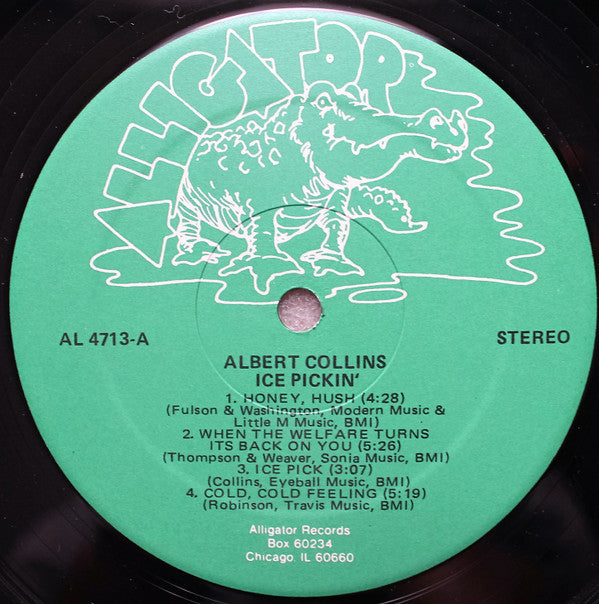 ALLIGATOR
AL 4713-A
STEREO
ALBERT COLLINS
ICE PICKIN'
1. HONEY, HUSH (4:28)
(Fulson & Washington, Modern Music &
Little M Music, BMI)
2. WHEN THE WELFARE TURNS
ITS BACK ON YOU (5:26)
(Thompson & Weaver, Sonia Music, BMI)
3. ICE PICK (3:07)
(Collins, Eyeball Music, BMI)
4. COLD, COLD FEELING (5:19)
(Robinson, Travis Music, BMI)
Alligator Records
Box 60234
Chicago IL 60660